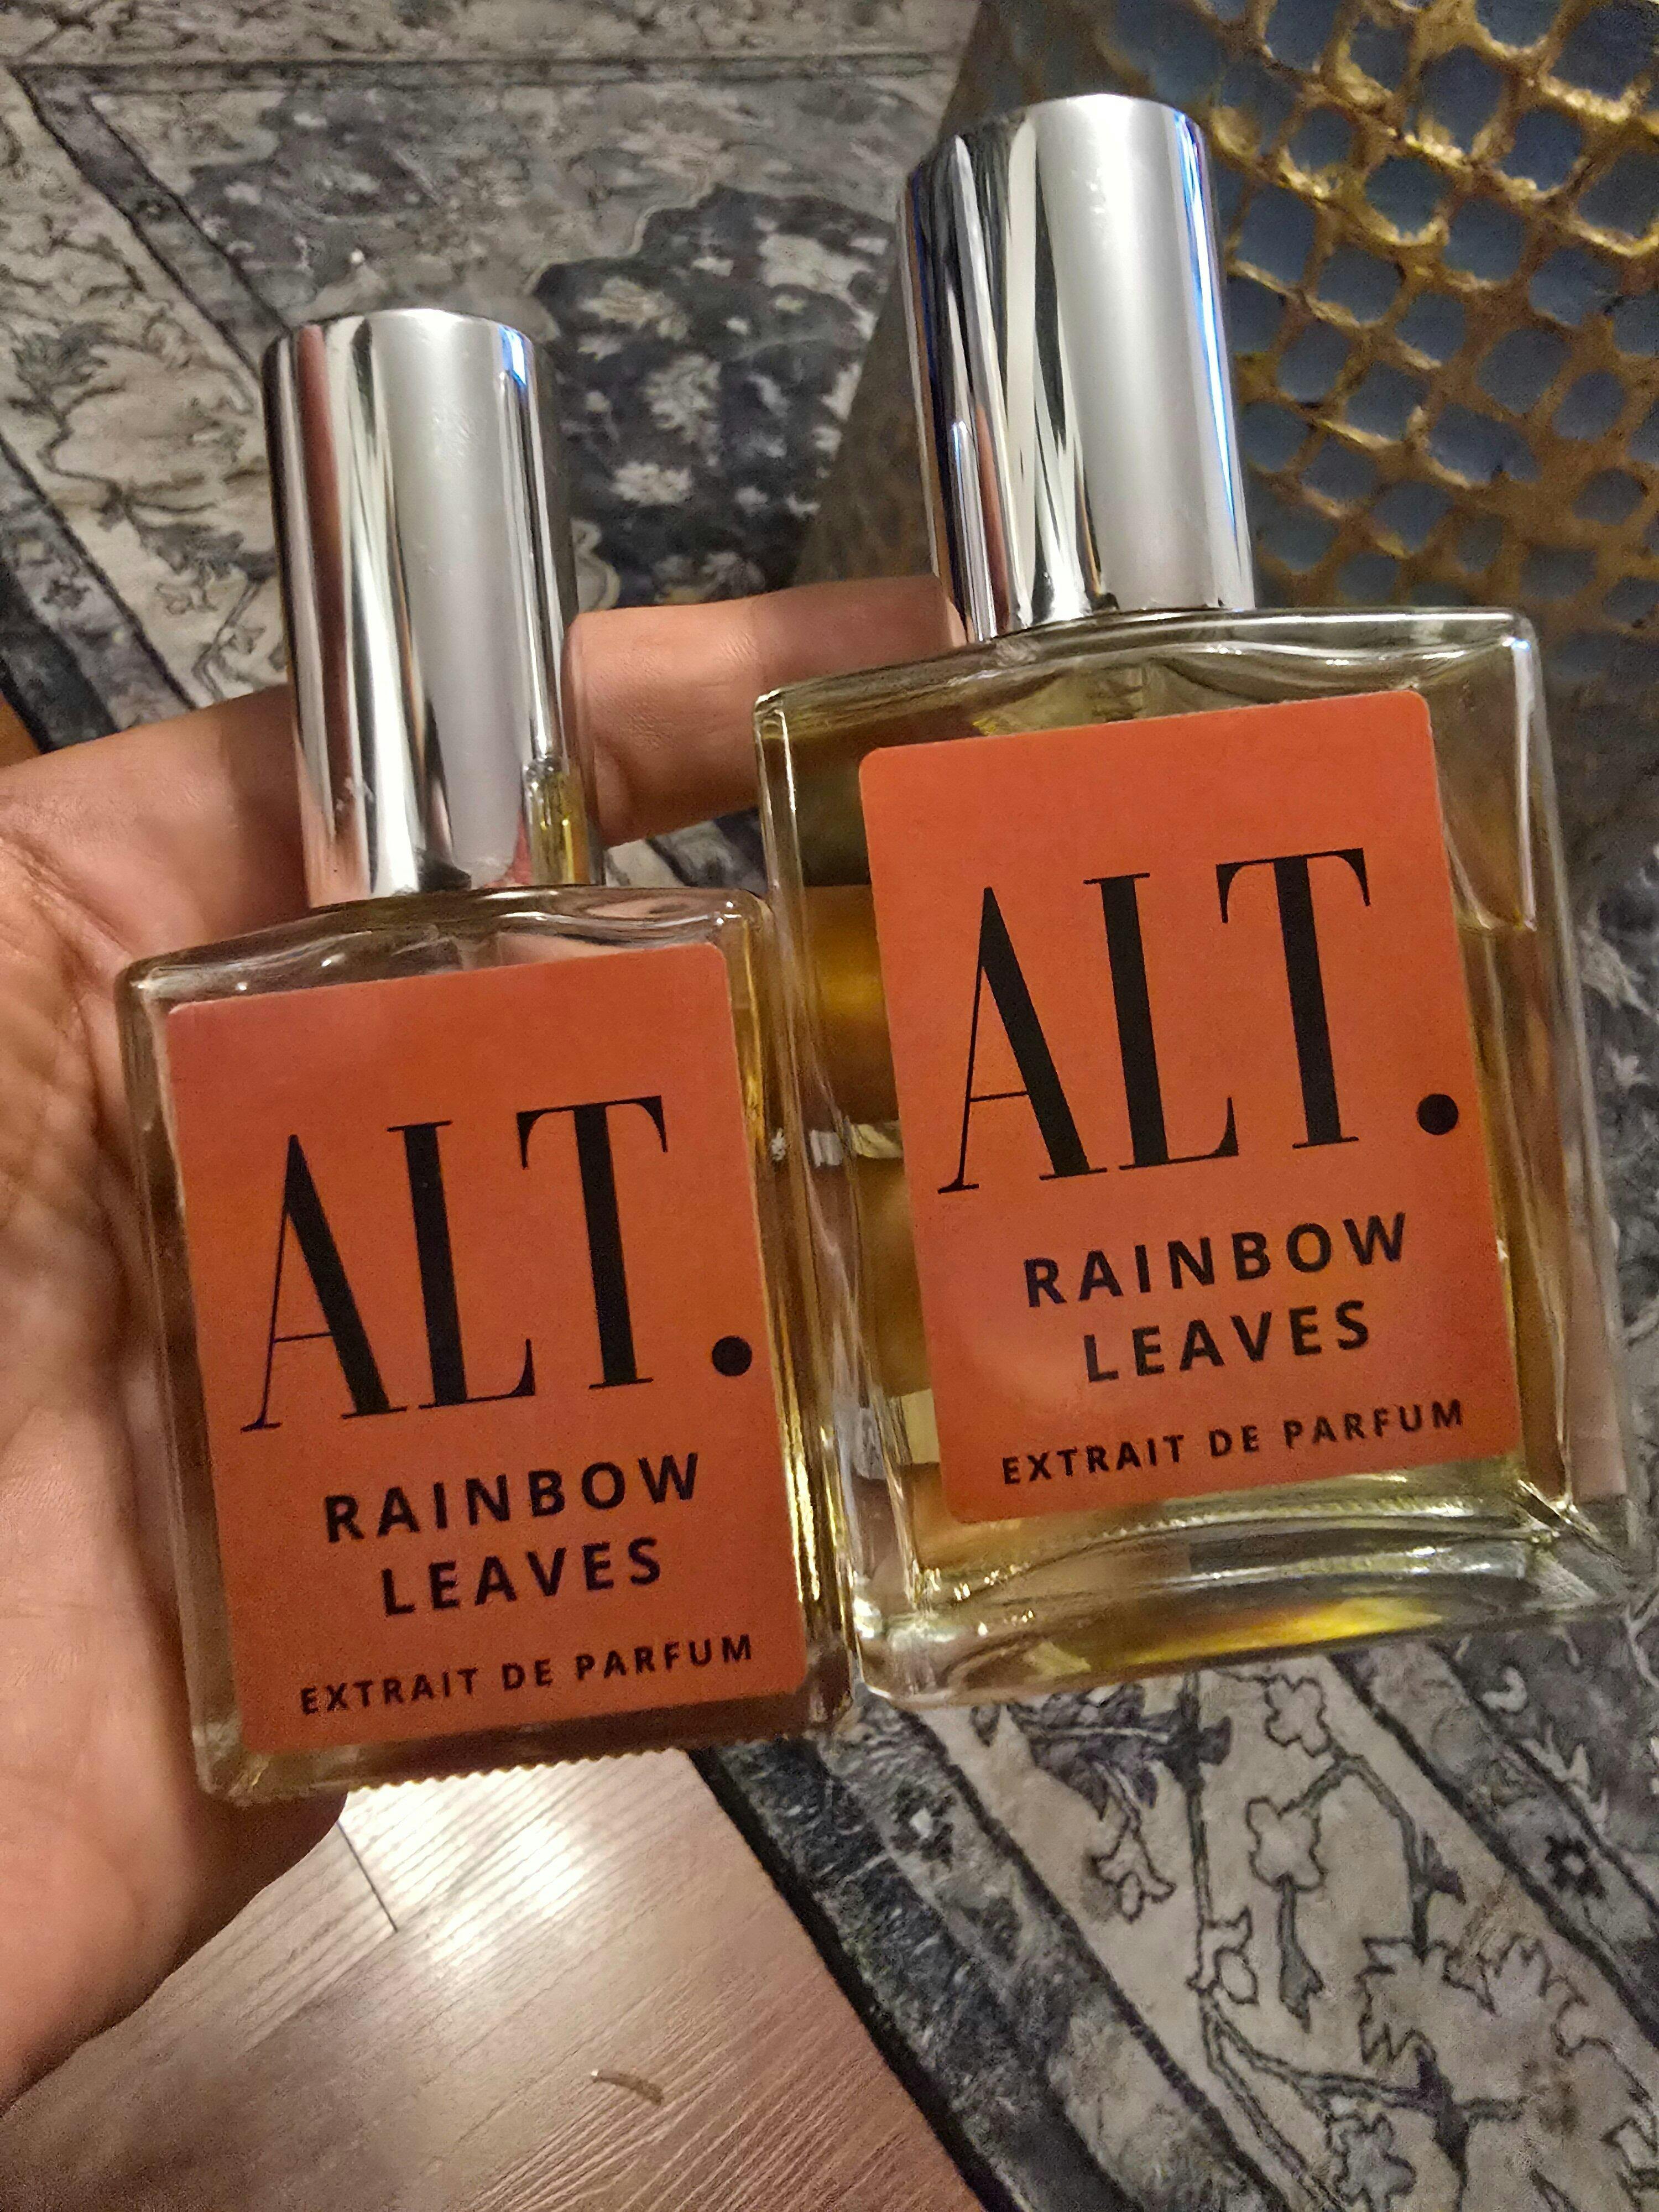 ALT.
RAINBOW
LEAVES
EXTRAIT DE PARFUM
ALT.
RAINBOW
LEAVES
EXTRAIT DE PARFUM